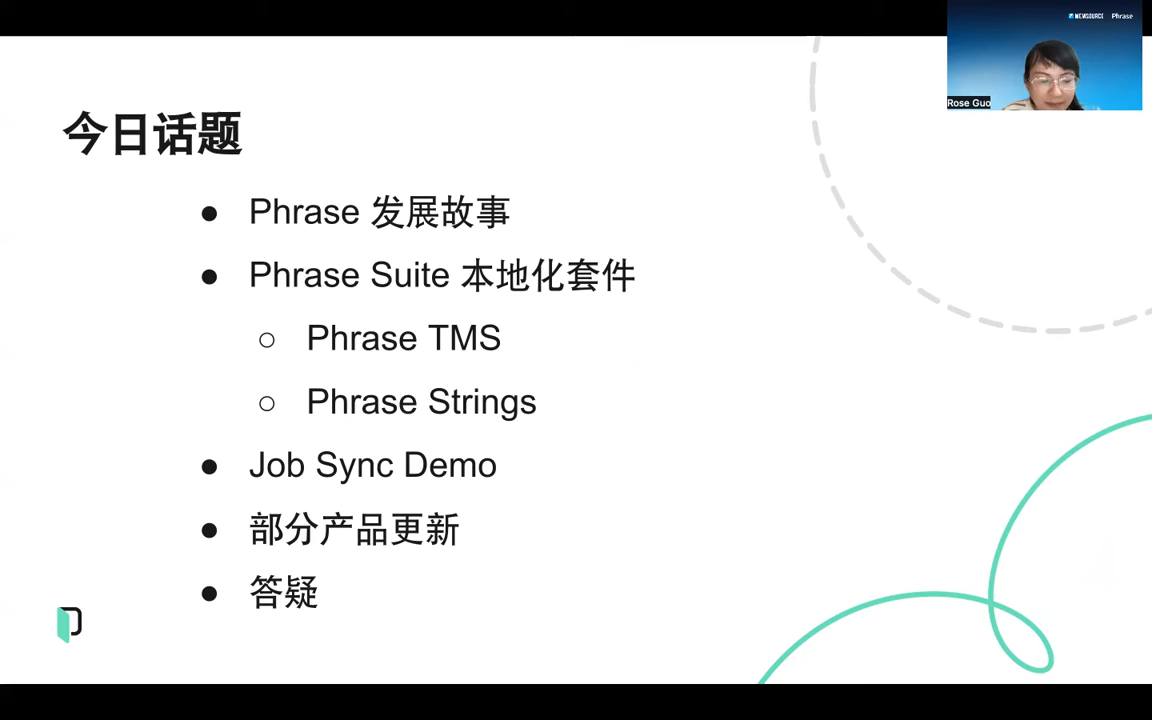 NEWSOURCE Phrase
Rose Guo
今日话题
Phrase 发展故事
Phrase Suite 本地化套件
Phrase TMS
Phrase Strings
Job Sync Demo
部分产品更新
答疑